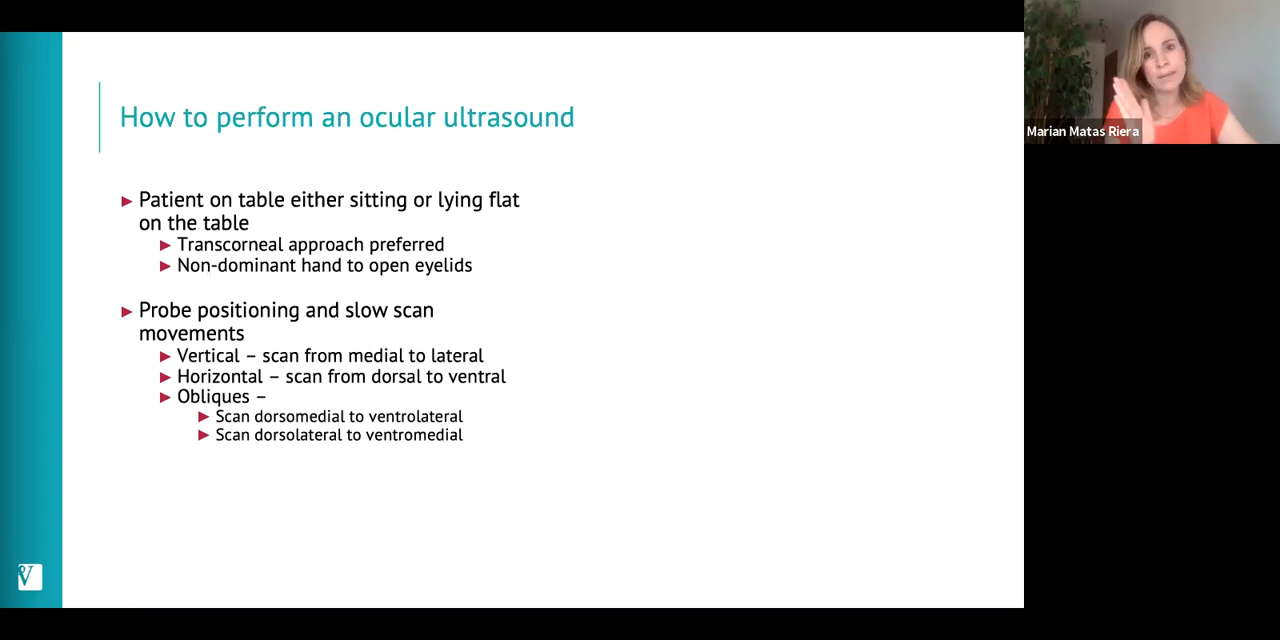 How to perform an ocular ultrasound
Patient on table either sitting or lying flat
on the table
Transcorneal approach preferred
Non-dominant hand to open eyelids
Probe positioning and slow scan
movements
Vertical – scan from medial to lateral
Horizontal – scan from dorsal to ventral
Obliques –
Scan dorsomedial to ventrolateral
Scan dorsolateral to ventromedial
Marian Matas Riera
V